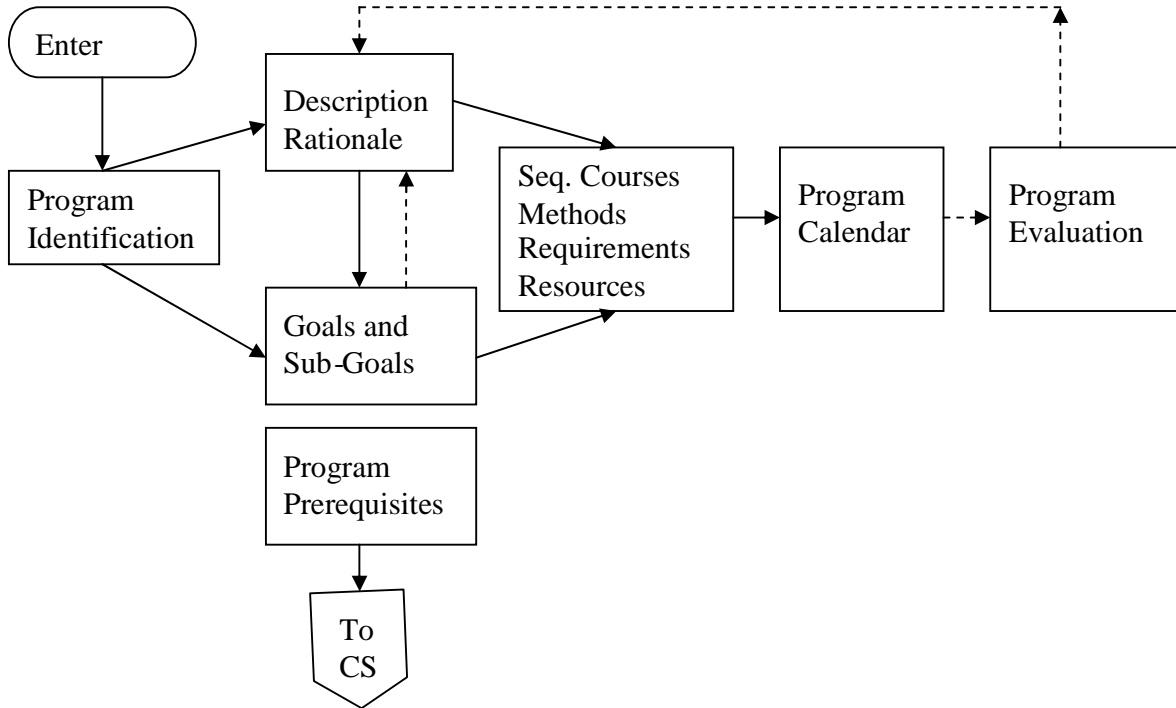 Enter
Description
Rationale
Program
Identification
Seq. Courses
Methods
Requirements
Resources
Program
Calendar
Program
Evaluation
Goals and
Sub-Goals
Program
Prerequisites
To
CS